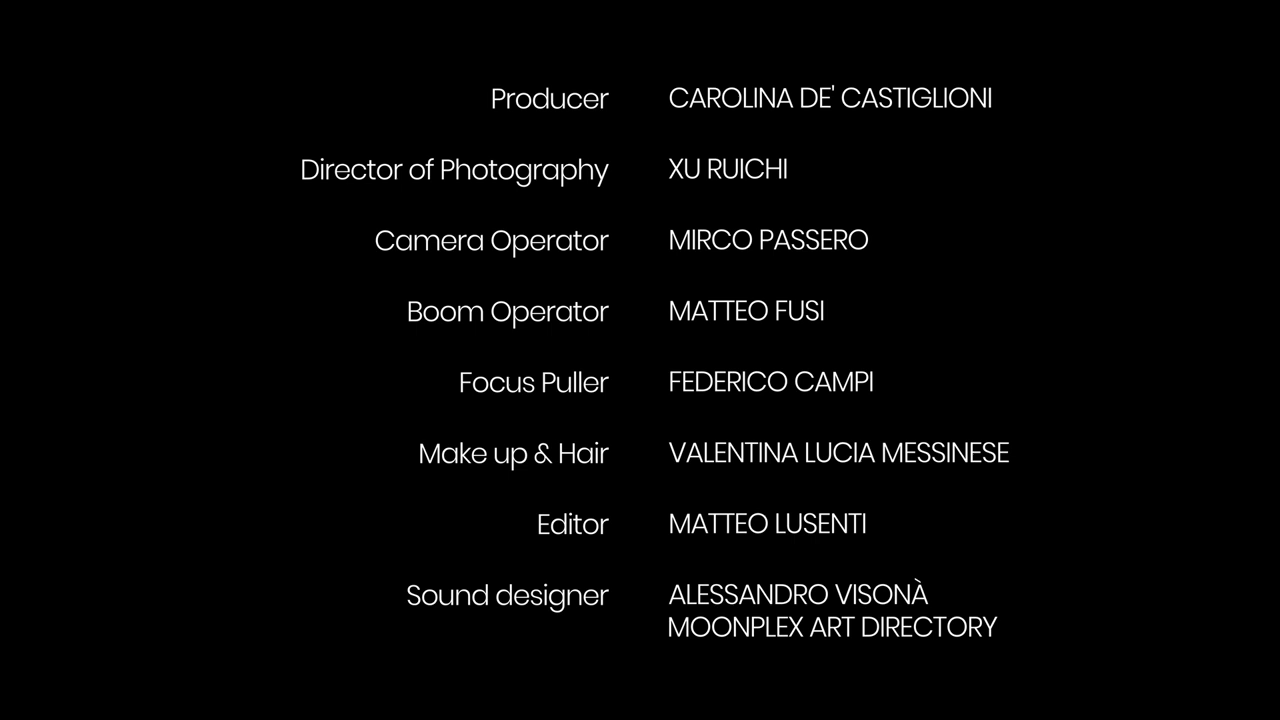 Producer CAROLINA DE' CASTIGLIONI
Director of Photography XU RUICHI
Camera Operator MIRCO PASSERO
Boom Operator MATTEO FUSI
Focus Puller FEDERICO CAMPI
Make up & Hair VALENTINA LUCIA MESSINESE
Editor MATTEO LUSENTI
Sound designer ALESSANDRO VISONÀ
MOONPLEX ART DIRECTORY